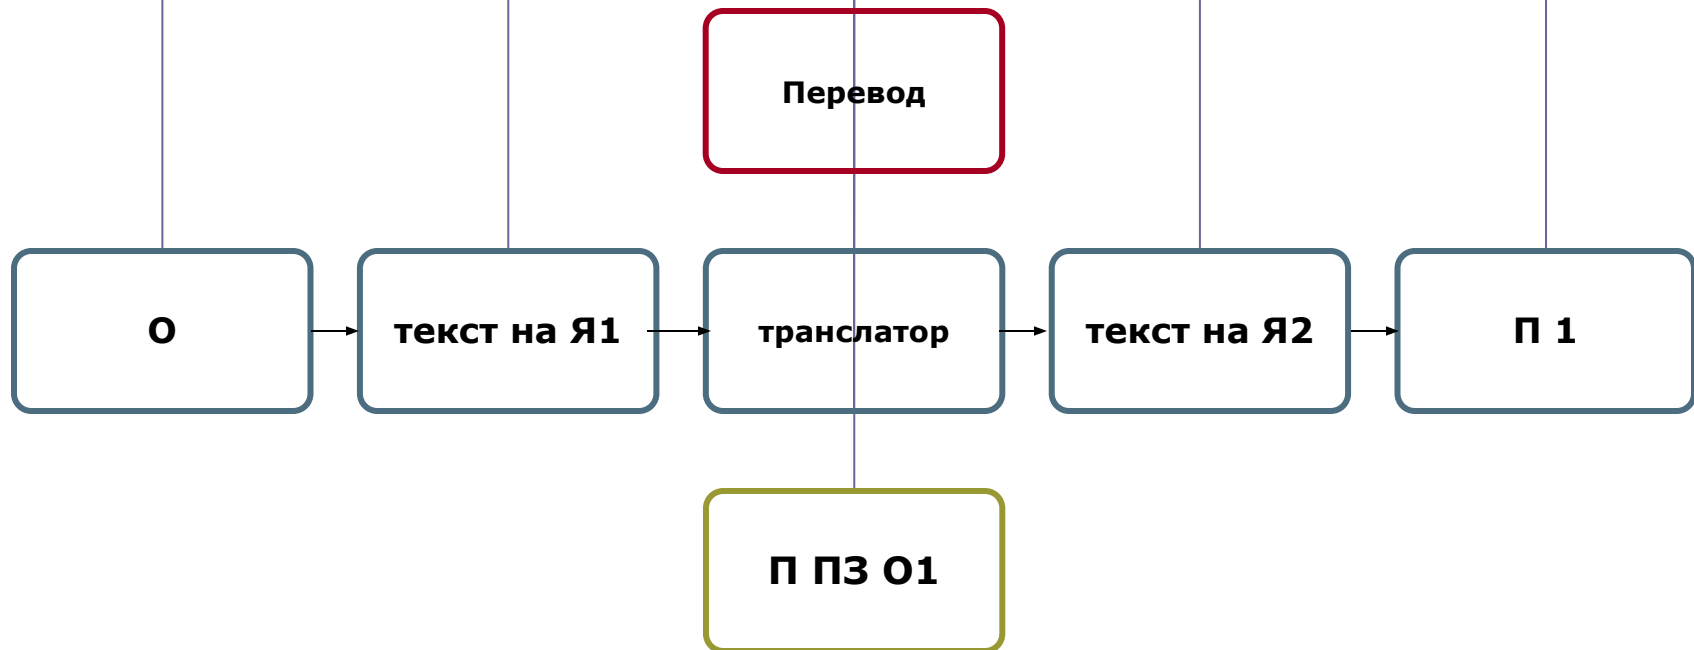 Перевод
О
текст на Я1
транслатор
текст на Я2
П 1
П ПЗ О1